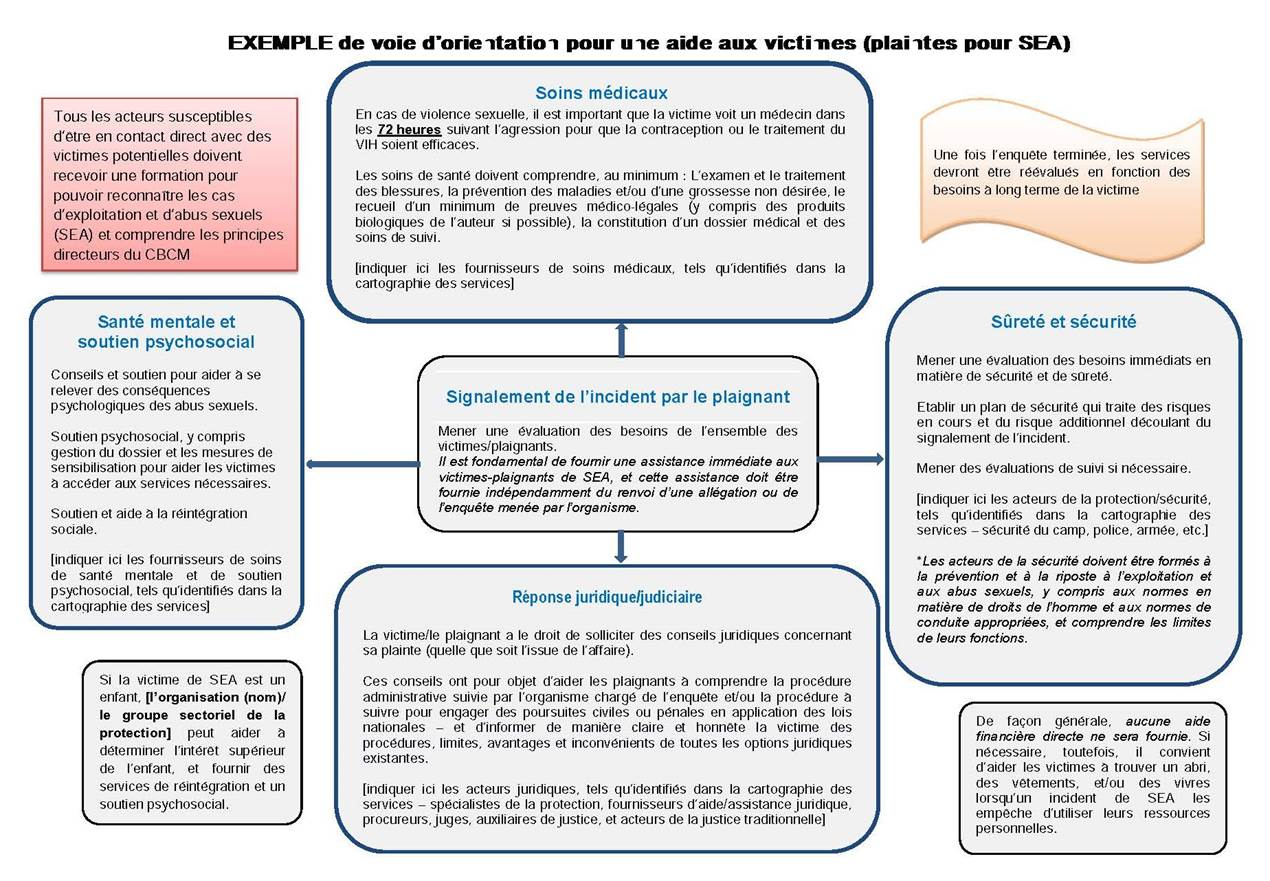 EXEMPLE de voie d'orientation pour une aide aux victimes (plaintes pour SEA)
Tous les acteurs susceptibles
d'être en contact direct avec des
victimes potentielles doivent
recevoir une formation pour
pouvoir reconnaître les cas
d'exploitation et d'abus sexuels
(SEA) et comprendre les principes
directeurs du CBCM
Soins médicaux
En cas de violence sexuelle, il est important que la victime voit un médecin dans
les 72 heures suivant l'agression pour que la contraception ou le traitement du
VIH soient efficaces.
Les soins de santé doivent comprendre, au minimum : L'examen et le traitement
des blessures, la prévention des maladies et/ou d'une grossesse non désirée, le
recueil d'un minimum de preuves médico-légales (y compris des produits
biologiques de l'auteur si possible), la constitution d'un dossier médical et des
soins de suivi.
[indiquer ici les fournisseurs de soins médicaux, tels qu'identifiés dans la
cartographie des services]
Une fois l'enquête terminée, les services
devront être réévalués en fonction des
besoins à long terme de la victime
Santé mentale et
soutien psychosocial
Conseils et soutien pour aider à se
relever des conséquences
psychologiques des abus sexuels.
Soutien psychosocial, y compris
gestion du dossier et les mesures de
sensibilisation pour aider les victimes
à accéder aux services nécessaires.
Soutien et aide à la réintégration
sociale.
[indiquer ici les fournisseurs de soins
de santé mentale et de soutien
psychosocial, tels qu'identifiés dans la
cartographie des services]
Signalement de l'incident par le plaignant
Mener une évaluation des besoins de l'ensemble des
victimes/plaignants.
Il est fondamental de fournir une assistance immédiate aux
victimes-plaignants de SEA, et cette assistance doit être
fournie indépendamment du renvoi d'une allégation ou de
l'enquête menée par l'organisme.
Sûreté et sécurité
Mener une évaluation des besoins immédiats en
matière de sécurité et de sûreté.
Etablir un plan de sécurité qui traite des risques
en cours et du risque additionnel découlant du
signalement de l'incident.
Mener des évaluations de suivi si nécessaire.
[indiquer ici les acteurs de la protection/sécurité,
tels qu'identifiés dans la cartographie des
services – sécurité du camp, police, armée, etc.]
*Les acteurs de la sécurité doivent être formés à
la prévention et à la riposte à l'exploitation et
aux abus sexuels, y compris aux normes en
matière de droits de l'homme et aux normes de
conduite appropriées, et comprendre les limites
de leurs fonctions.
Réponse juridique/judiciaire
La victime/le plaignant a le droit de solliciter des conseils juridiques concernant
sa plainte (quelle que soit l'issue de l'affaire).
Ces conseils ont pour objet d'aider les plaignants à comprendre la procédure
administrative suivie par l'organisme chargé de l'enquête et/ou la procédure à
suivre pour engager des poursuites civiles ou pénales en application des lois
nationales – et d'informer de manière claire et honnête la victime des
procédures, limites, avantages et inconvénients de toutes les options juridiques
existantes.
[indiquer ici les acteurs juridiques, tels qu'identifiés dans la cartographie des
services – spécialistes de la protection, fournisseurs d'aide/assistance juridique,
procureurs, juges, auxiliaires de justice, et acteurs de la justice traditionnelle]
Si la victime de SEA est un
enfant, [l'organisation (nom)/
le groupe sectoriel de la
protection] peut aider à
déterminer l'intérêt supérieur
de l'enfant, et fournir des
services de réintégration et un
soutien psychosocial.
De façon générale, aucune aide
financière directe ne sera fournie. Si
nécessaire, toutefois, il convient
d'aider les victimes à trouver un abri,
des vêtements, et/ou des vivres
lorsqu'un incident de SEA les
empêche d'utiliser leurs ressources
personnelles.